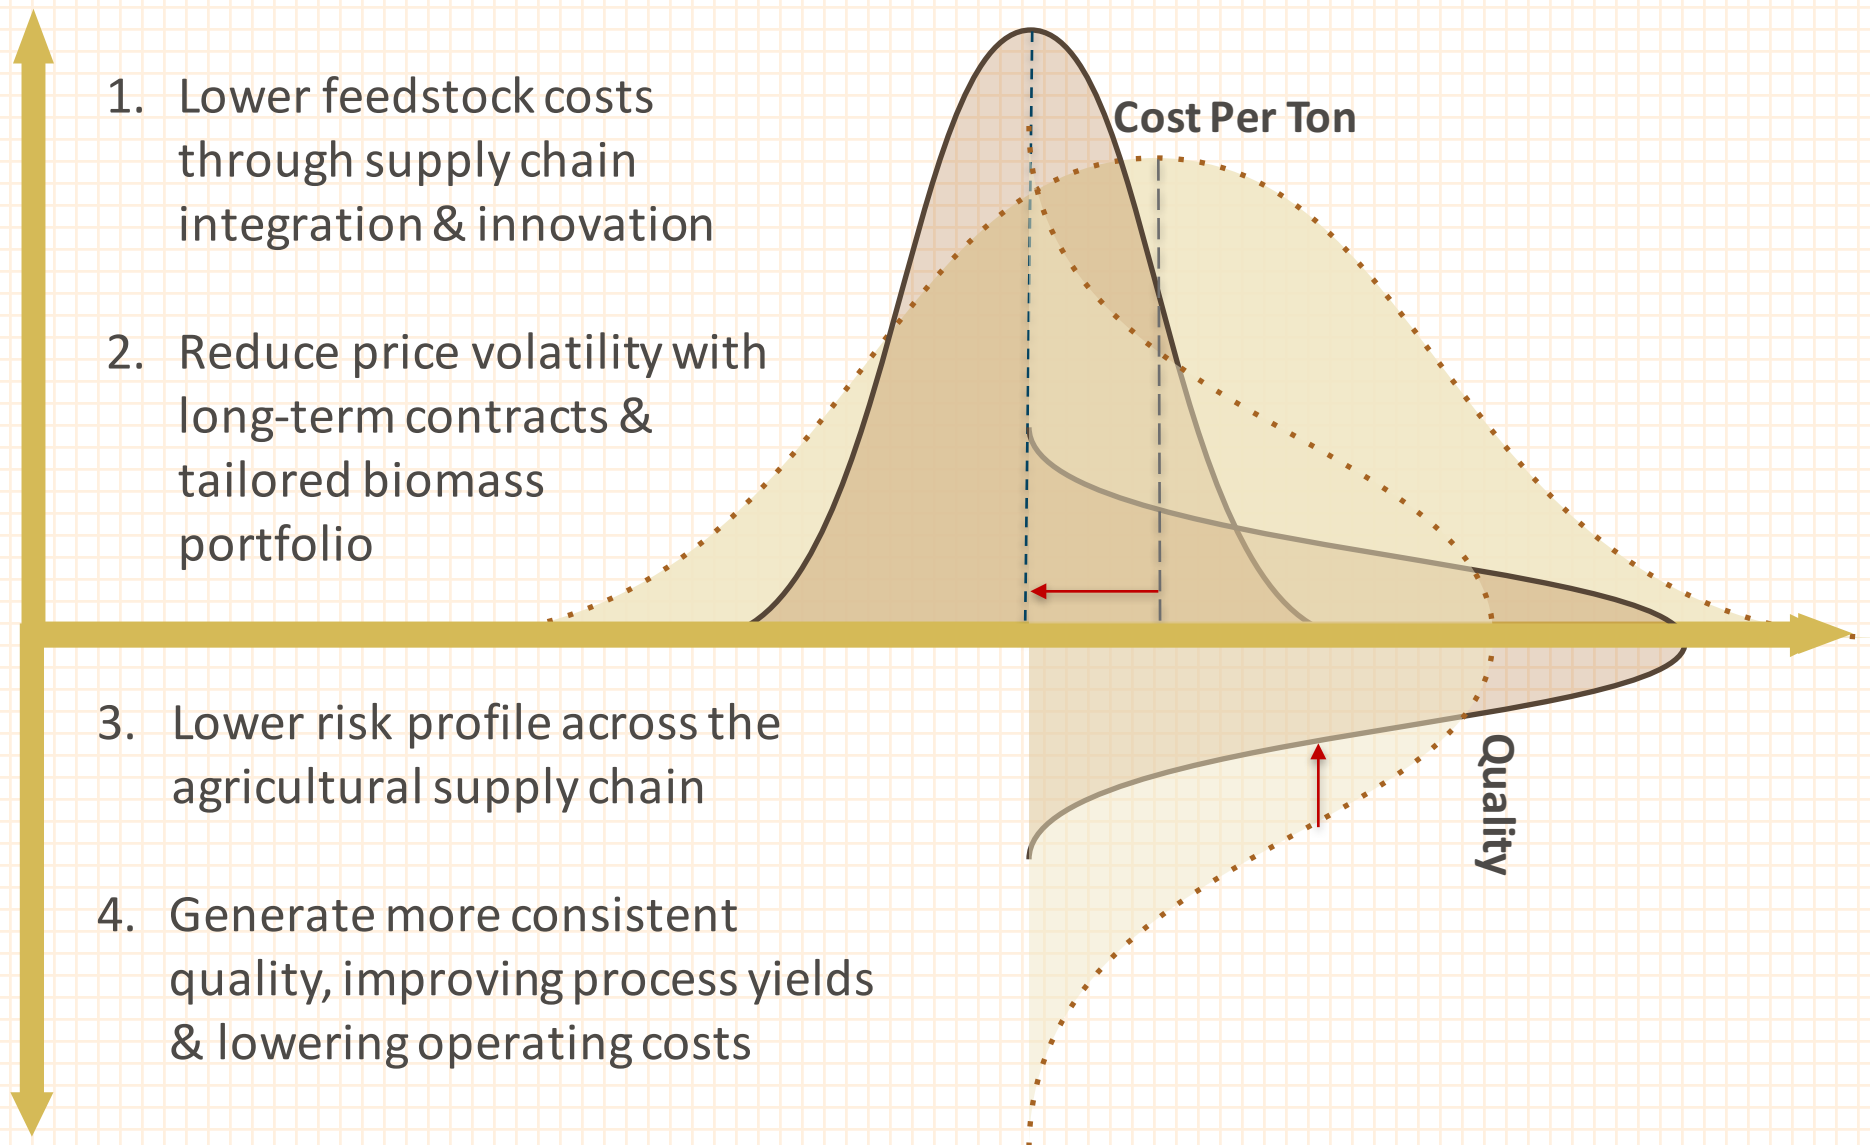 1. Lower feedstock costs
through supply chain
integration & innovation
2. Reduce price volatility with
long-term contracts &
tailored biomass
portfolio
3. Lower risk profile across the
agricultural supply chain
4. Generate more consistent
quality, improving process yields
& lowering operating costs
Cost Per Ton
Quality